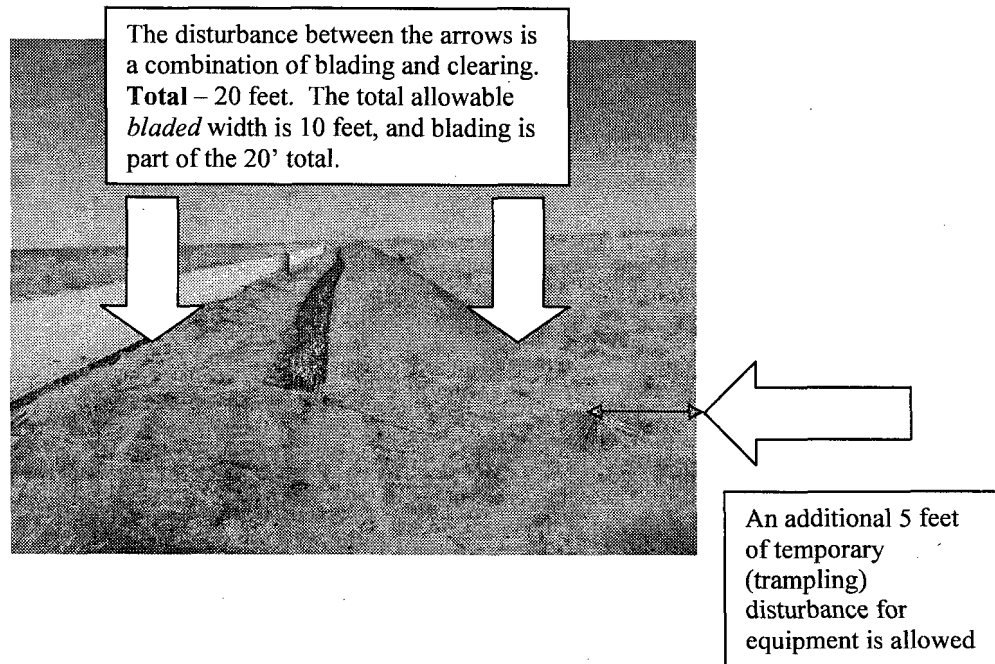 The disturbance between the arrows is
a combination of blading and clearing.
Total – 20 feet. The total allowable
bladed width is 10 feet, and blading is
part of the 20' total.
An additional 5 feet
of temporary
(trampling)
disturbance for
equipment is allowed